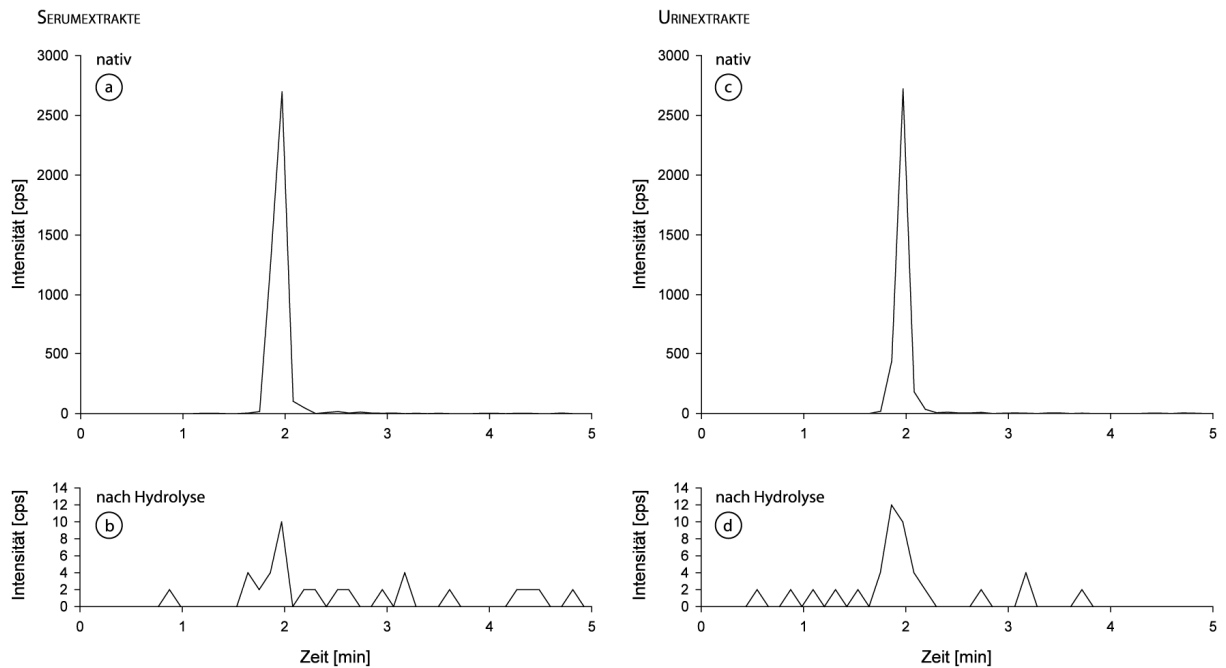 SERUMEXTRAKTE
nativ
a
Intensität [cps]
3000
2500
2000
1500
1000
500
0
0 1 2 3 4 5
nach Hydrolyse
b
Intensität [cps]
14
12
10
8
6
4
2
0
0 1 2 3 4 5
Zeit [min]
URINEXTRAKTE
nativ
c
Intensität [cps]
3000
2500
2000
1500
1000
500
0
0 1 2 3 4 5
nach Hydrolyse
d
Intensität [cps]
14
12
10
8
6
4
2
0
0 1 2 3 4 5
Zeit [min]